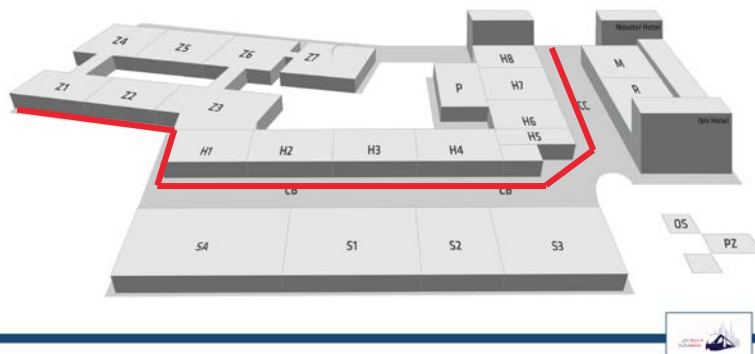 Novotel Hotel
Z4
Z5
Z6
Z7
H8
M
Z1
Z2
Z3
P
H7
R
CC
H6
Ibis Hotel
H5
H1
H2
H3
H4
CB
CB
OS
PZ
SA
S1
S2
S3